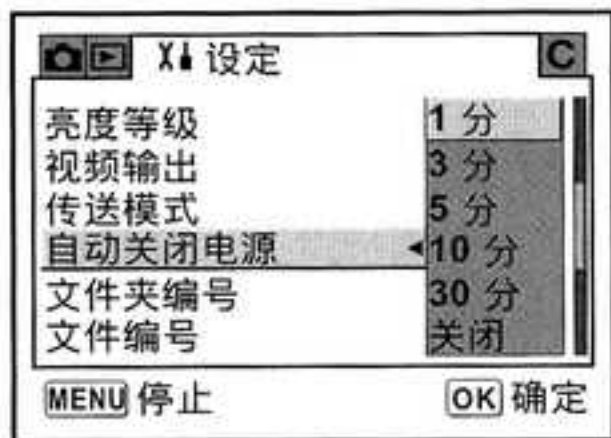 设定 C
亮度等级 1 分
视频输出 3 分
传送模式 5 分
自动关闭电源 10 分
文件夹编号 30 分
文件编号 关闭
MENU 停止 OK 确定